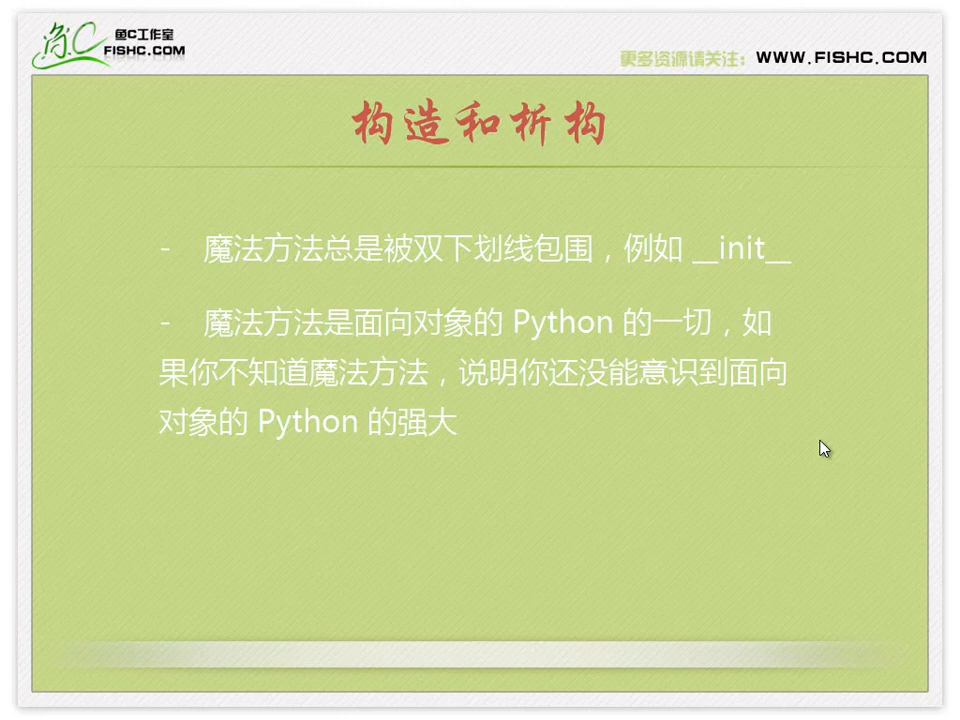 鱼C工作室
FISHC.COM
更多资源请关注：WWW.FISHC.COM
构造和析构
- 魔法方法总是被双下划线包围，例如 __init__
- 魔法方法是面向对象的 Python 的一切，如
果你不知道魔法方法，说明你还没能意识到面向
对象的 Python 的强大